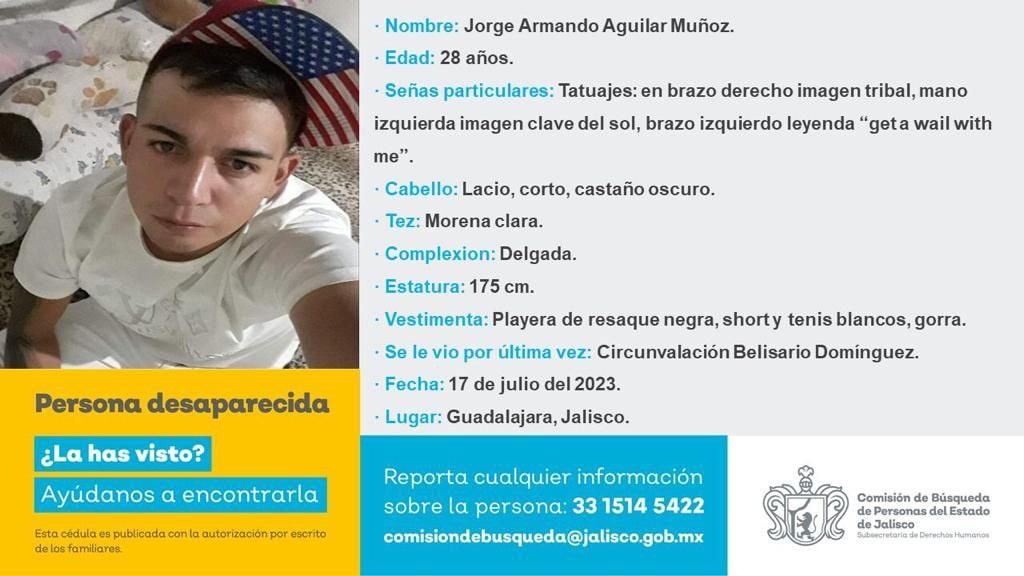 · Nombre: Jorge Armando Aguilar Muñoz.
· Edad: 28 años.
· Señas particulares: Tatuajes: en brazo derecho imagen tribal, mano
izquierda imagen clave del sol, brazo izquierdo leyenda “get a wail with
me”.
· Cabello: Lacio, corto, castaño oscuro.
· Tez: Morena clara.
· Complexion: Delgada.
· Estatura: 175 cm.
· Vestimenta: Playera de resaque negra, short y tenis blancos, gorra.
· Se le vio por última vez: Circunvalación Belisario Domínguez.
· Fecha: 17 de julio del 2023.
· Lugar: Guadalajara, Jalisco.
Persona desaparecida
¿La has visto?
Ayúdanos a encontrarla
Esta cédula es publicada con la autorización por escrito
de los familiares.
Reporta cualquier información
sobre la persona: 33 1514 5422
comisiondebusqueda@jalisco.gob.mx
Comisión de Búsqueda
de Personas del Estado
de Jalisco
Subsecretaría de Derechos Humanos